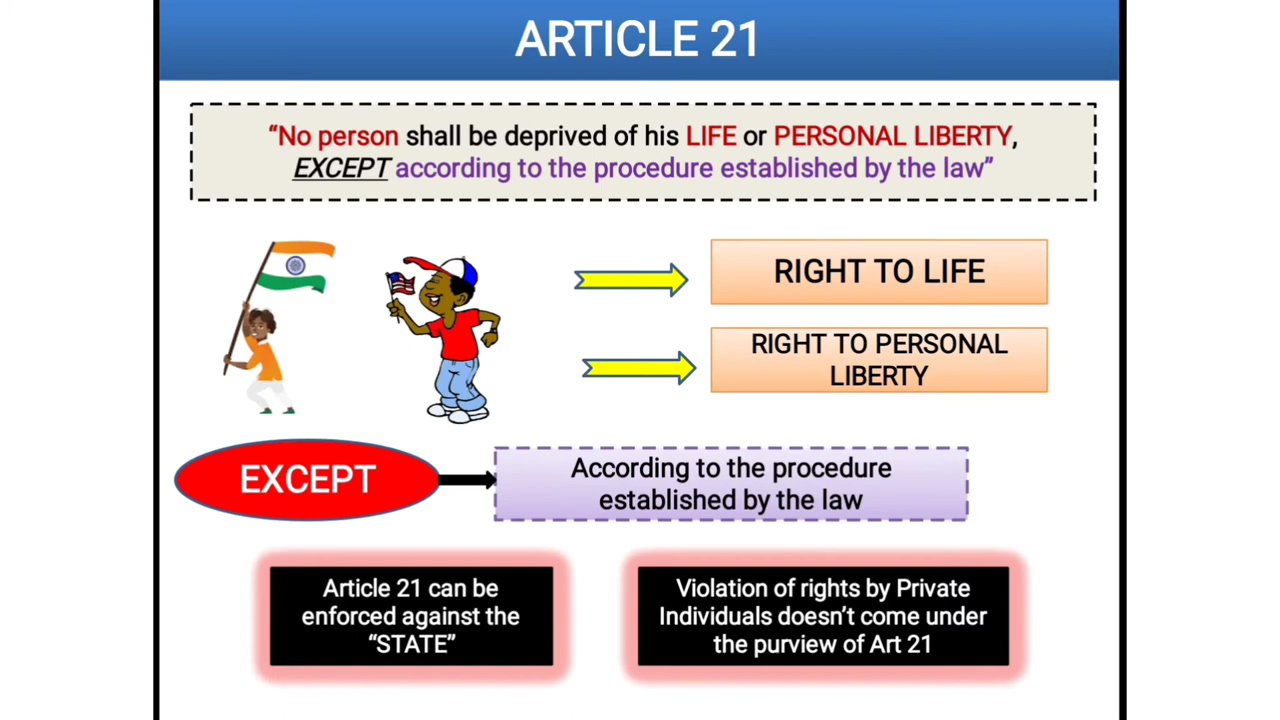 ARTICLE 21
“No person shall be deprived of his LIFE or PERSONAL LIBERTY,
EXCEPT according to the procedure established by the law”
RIGHT TO LIFE
RIGHT TO PERSONAL
LIBERTY
EXCEPT
According to the procedure
established by the law
Article 21 can be
enforced against the
“STATE”
Violation of rights by Private
Individuals doesn’t come under
the purview of Art 21